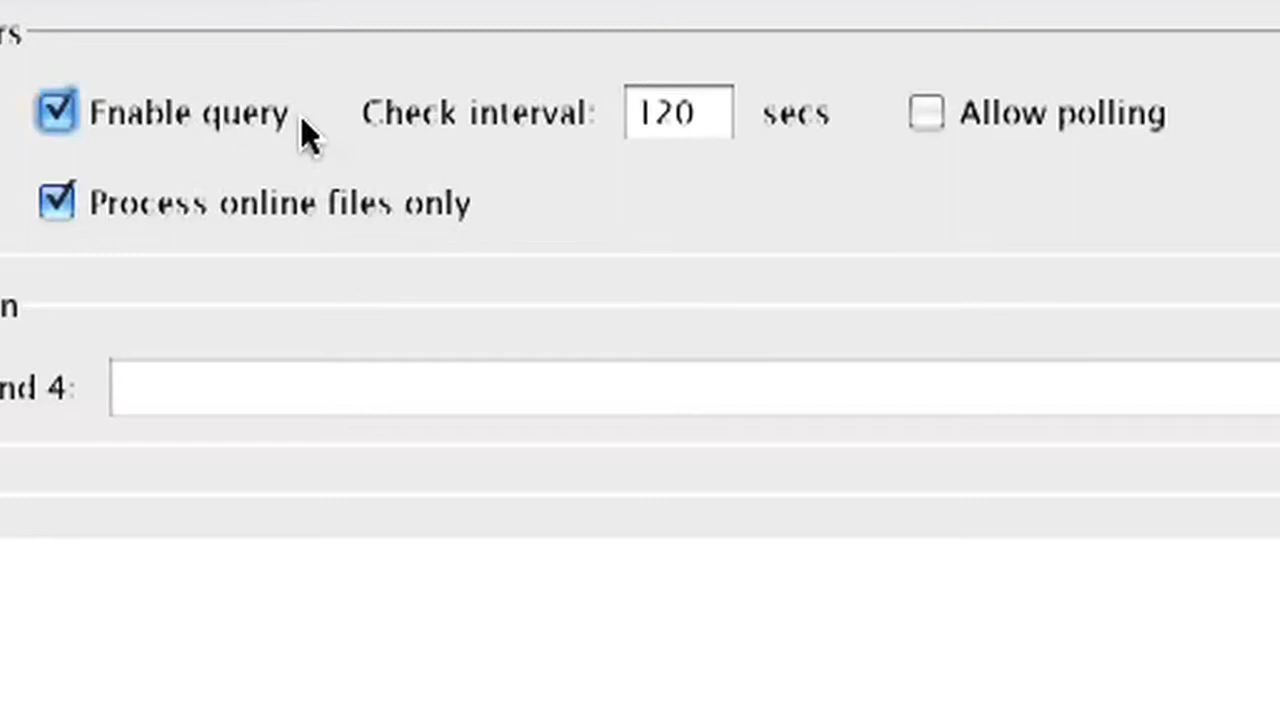 rs
Enable query Check interval: 120 secs Allow polling
Process online files only
n
nd 4: